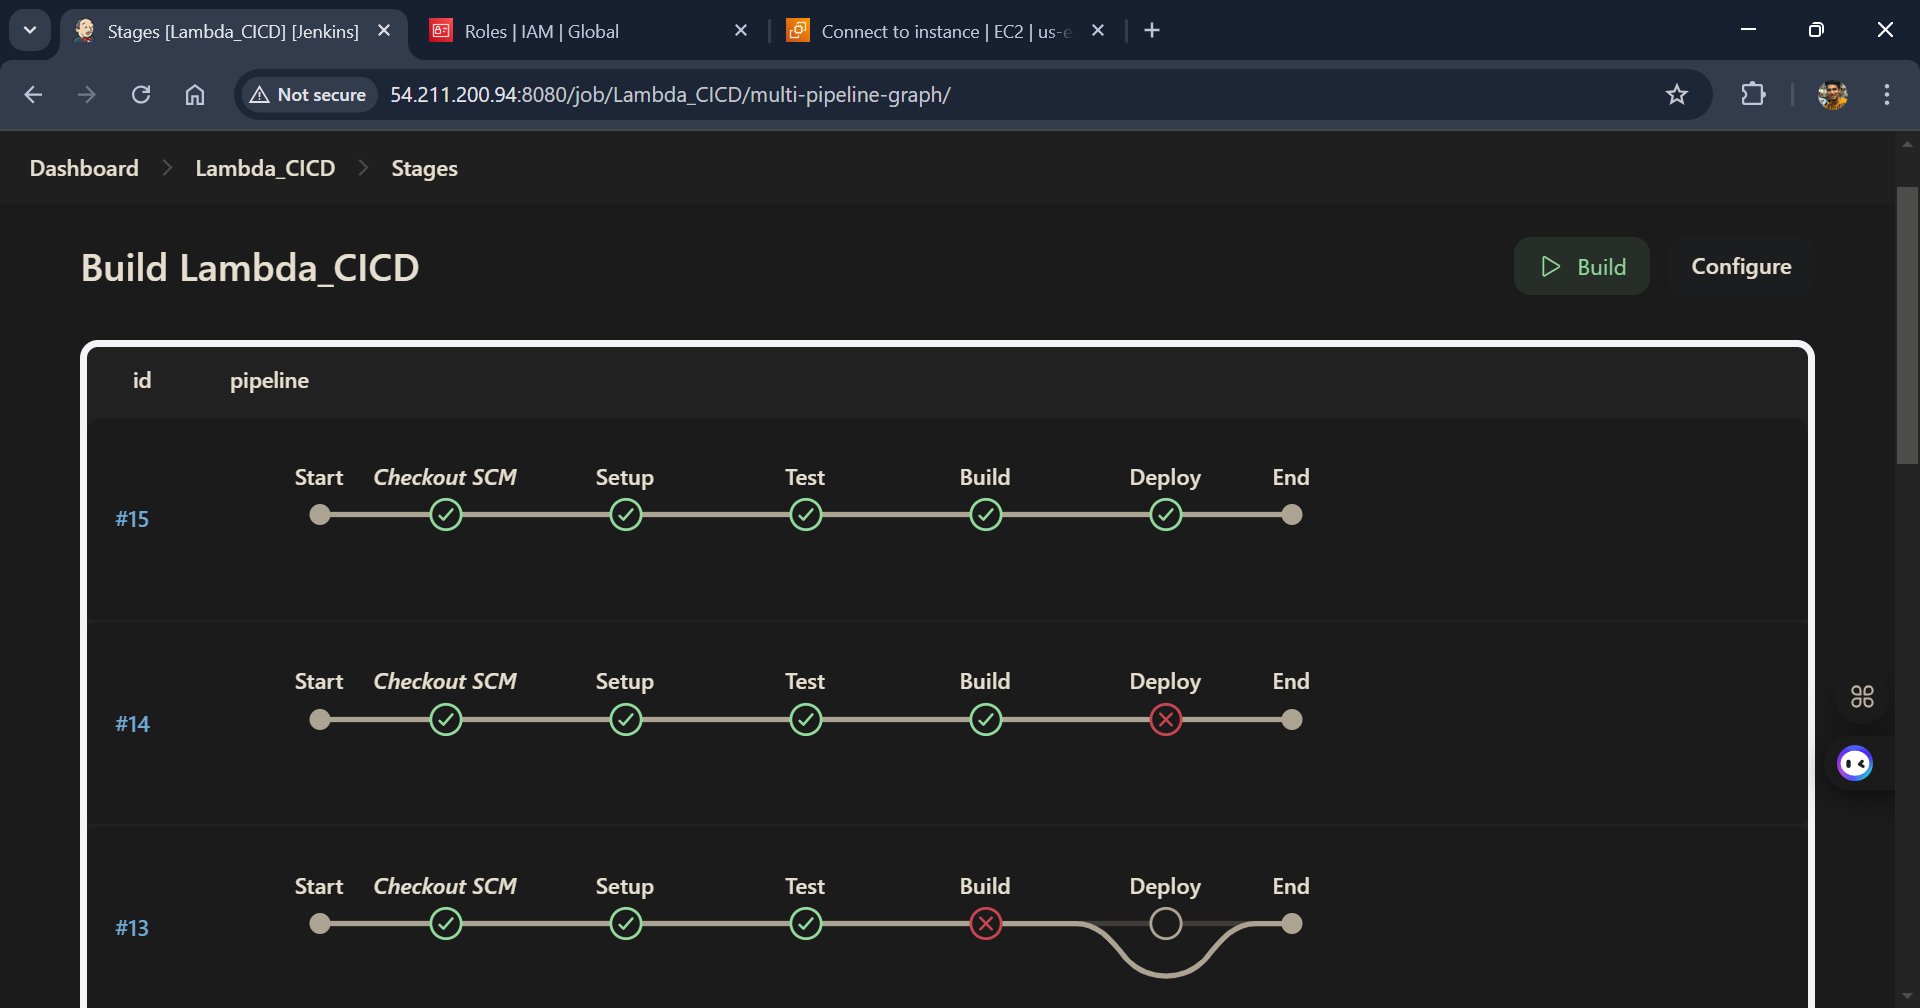 Stages [Lambda_CICD] [Jenkins]
Roles | IAM | Global
Connect to instance | EC2 | us-e
Not secure
54.211.200.94:8080/job/Lambda_CICD/multi-pipeline-graph/
Dashboard
Lambda_CICD
Stages
Build Lambda_CICD
Build
Configure
id
pipeline
Start
Checkout SCM
Setup
Test
Build
Deploy
End
#15
Start
Checkout SCM
Setup
Test
Build
Deploy
End
#14
Start
Checkout SCM
Setup
Test
Build
Deploy
End
#13